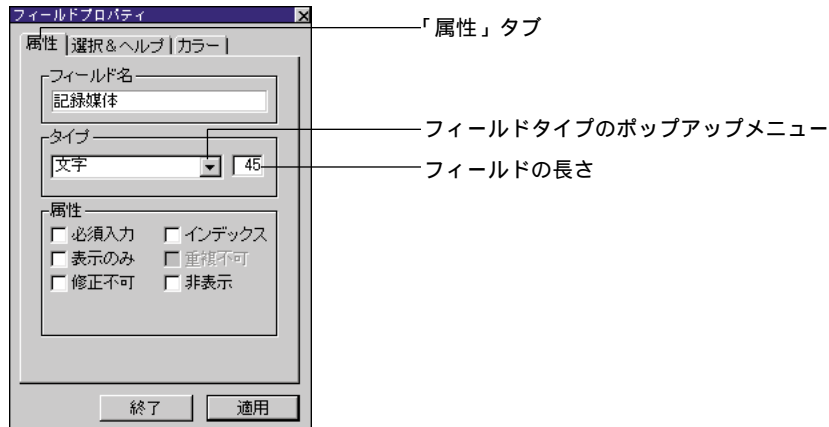 フィールドプロパティ
「属性」タブ
属性 選択&ヘルプ カラー
フィールド名
記録媒体
フィールドタイプのポップアップメニュー
タイプ
文字 45
フィールドの長さ
属性
必須入力 インデックス
表示のみ 重複不可
修正不可 非表示
終了 適用